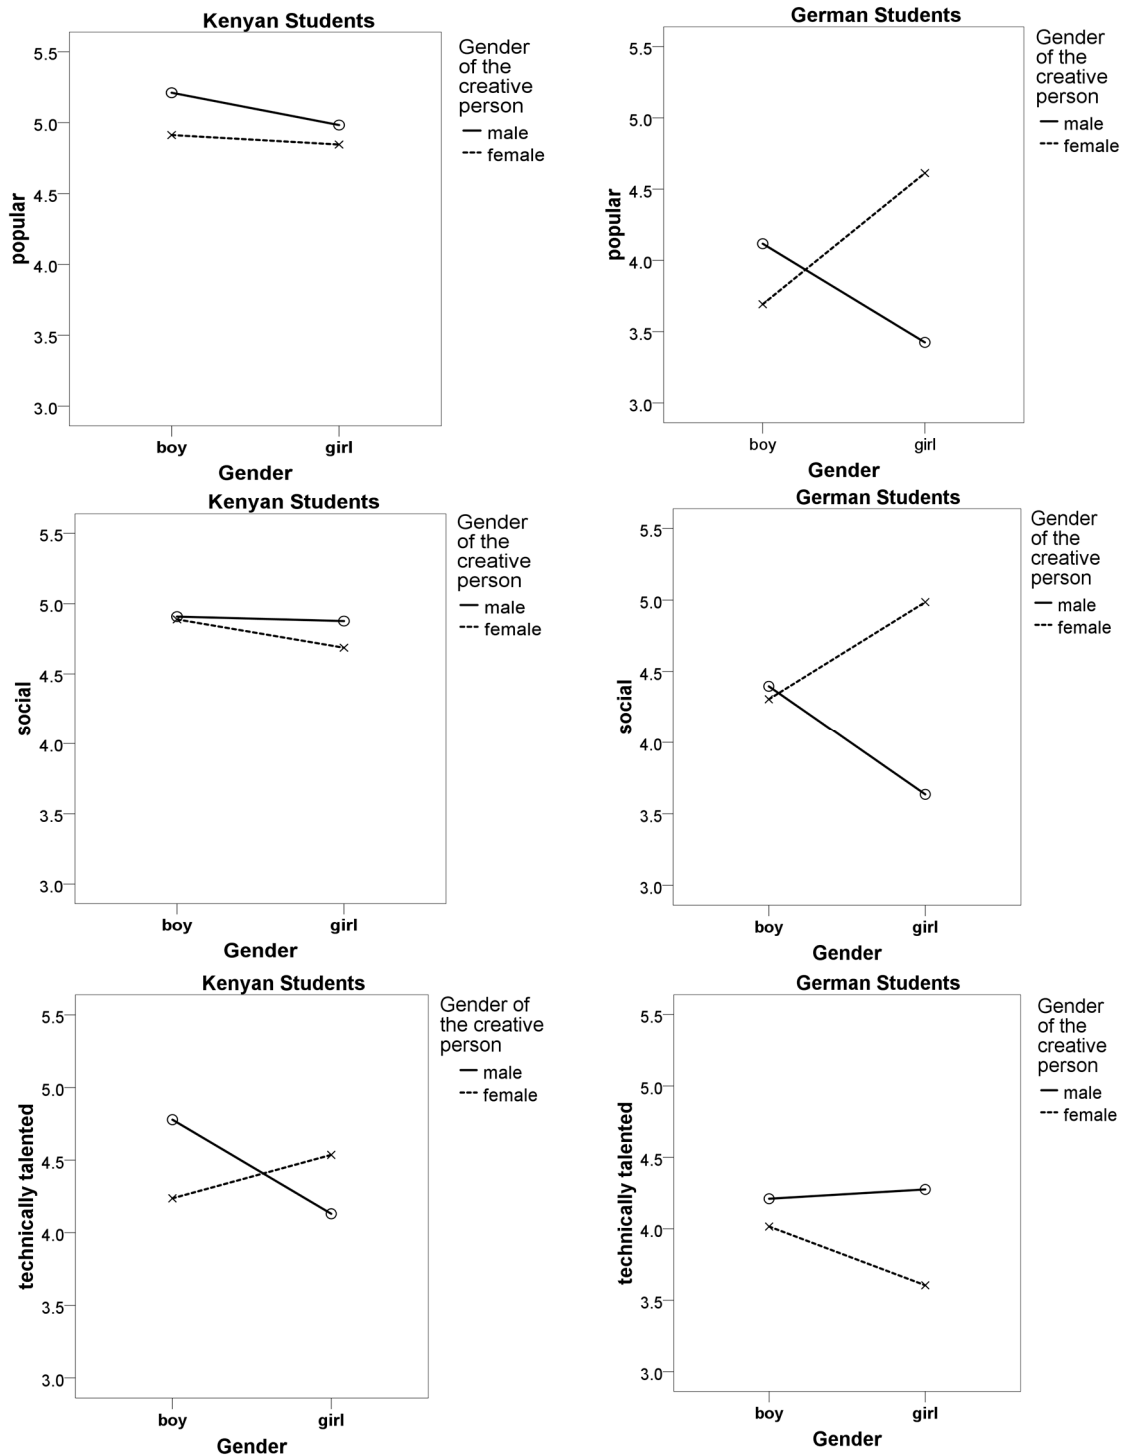 Kenyan Students
5.5
5.0
4.5
4.0
3.5
3.0
popular
boy girl
Gender
Gender
of the
creative
person
male
female
German Students
5.5
5.0
4.5
4.0
3.5
3.0
popular
boy girl
Gender
Gender
of the
creative
person
male
female
Kenyan Students
5.5
5.0
4.5
4.0
3.5
3.0
social
boy girl
Gender
Gender
of the
creative
person
male
female
German Students
5.5
5.0
4.5
4.0
3.5
3.0
social
boy girl
Gender
Gender
of the
creative
person
male
female
Kenyan Students
5.5
5.0
4.5
4.0
3.5
3.0
technically talented
boy girl
Gender
Gender of
the creative
person
male
female
German Students
5.5
5.0
4.5
4.0
3.5
3.0
technically talented
boy girl
Gender
Gender
of the
creative
person
male
female